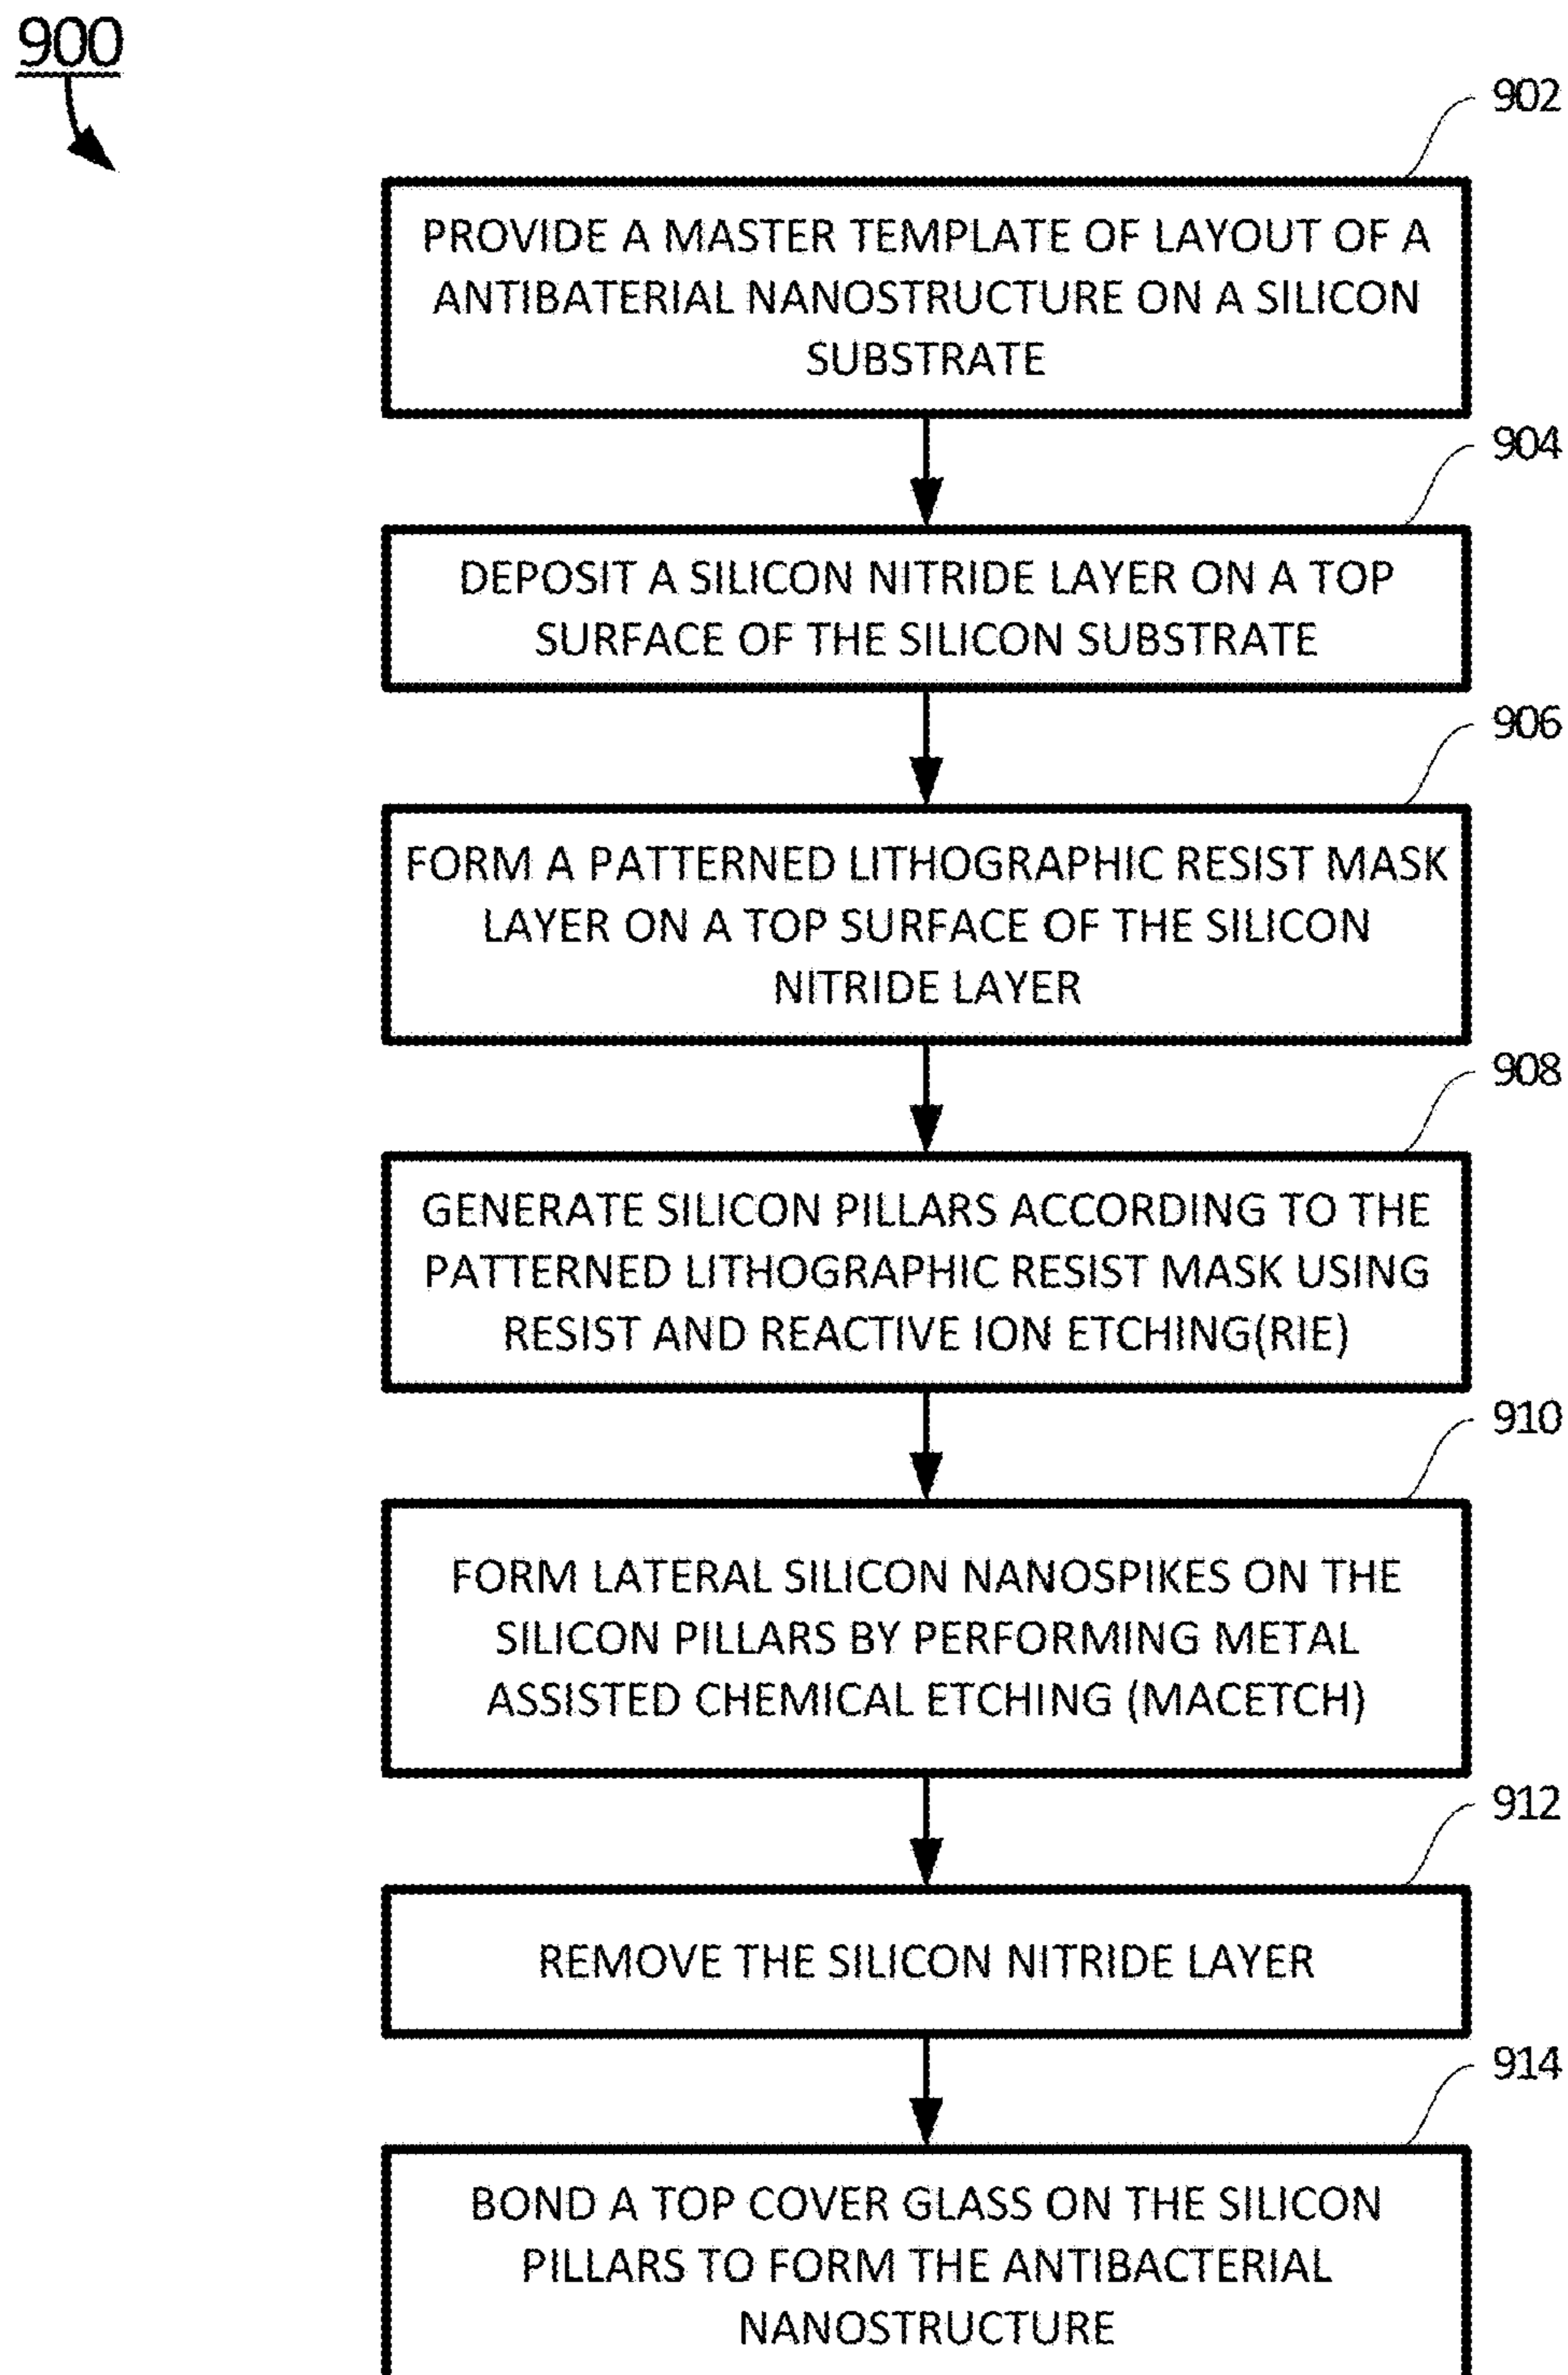 900
902
PROVIDE A MASTER TEMPLATE OF LAYOUT OF A
ANTIBATERIAL NANOSTRUCTURE ON A SILICON
SUBSTRATE
904
DEPOSIT A SILICON NITRIDE LAYER ON A TOP
SURFACE OF THE SILICON SUBSTRATE
906
FORM A PATTERNED LITHOGRAPHIC RESIST MASK
LAYER ON A TOP SURFACE OF THE SILICON
NITRIDE LAYER
908
GENERATE SILICON PILLARS ACCORDING TO THE
PATTERNED LITHOGRAPHIC RESIST MASK USING
RESIST AND REACTIVE ION ETCHING(RIE)
910
FORM LATERAL SILICON NANOSPIKES ON THE
SILICON PILLARS BY PERFORMING METAL
ASSISTED CHEMICAL ETCHING (MACETCH)
912
REMOVE THE SILICON NITRIDE LAYER
914
BOND A TOP COVER GLASS ON THE SILICON
PILLARS TO FORM THE ANTIBACTERIAL
NANOSTRUCTURE